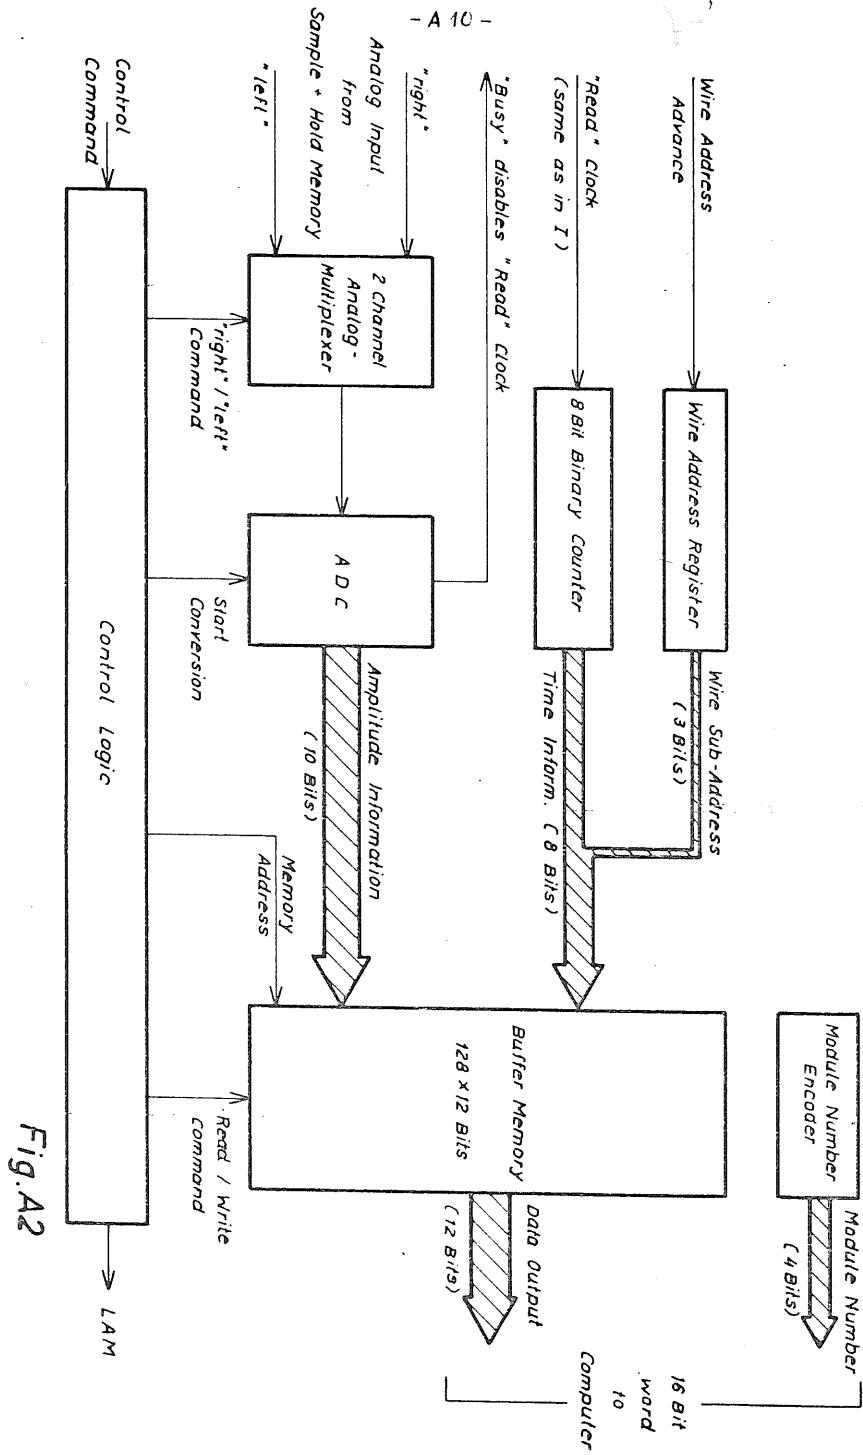 - A 10 -
Wire Address
Advance
Wire Address Register
Wire Sub-Address
(3 Bits)
Module Number
Encoder
Module Number
(4 Bits)
"Read" Clock
(same as in I)
8 Bit Binary Counter
Time Inform. (8 Bits)
"Busy" disables "Read" Clock
"right"
Analog Input
from
Sample + Hold Memory
"left"
2 Channel
Analog-
Multiplexer
ADC
Amplitude Information
(10 Bits)
Buffer Memory
128 x 12 Bits
Data Output
(12 Bits)
16 Bit
word
to
Computer
"right"/"left"
Command
Start
Conversion
Memory
Address
Read / Write
Command
Control
Command
Control Logic
LAM
Fig. A2